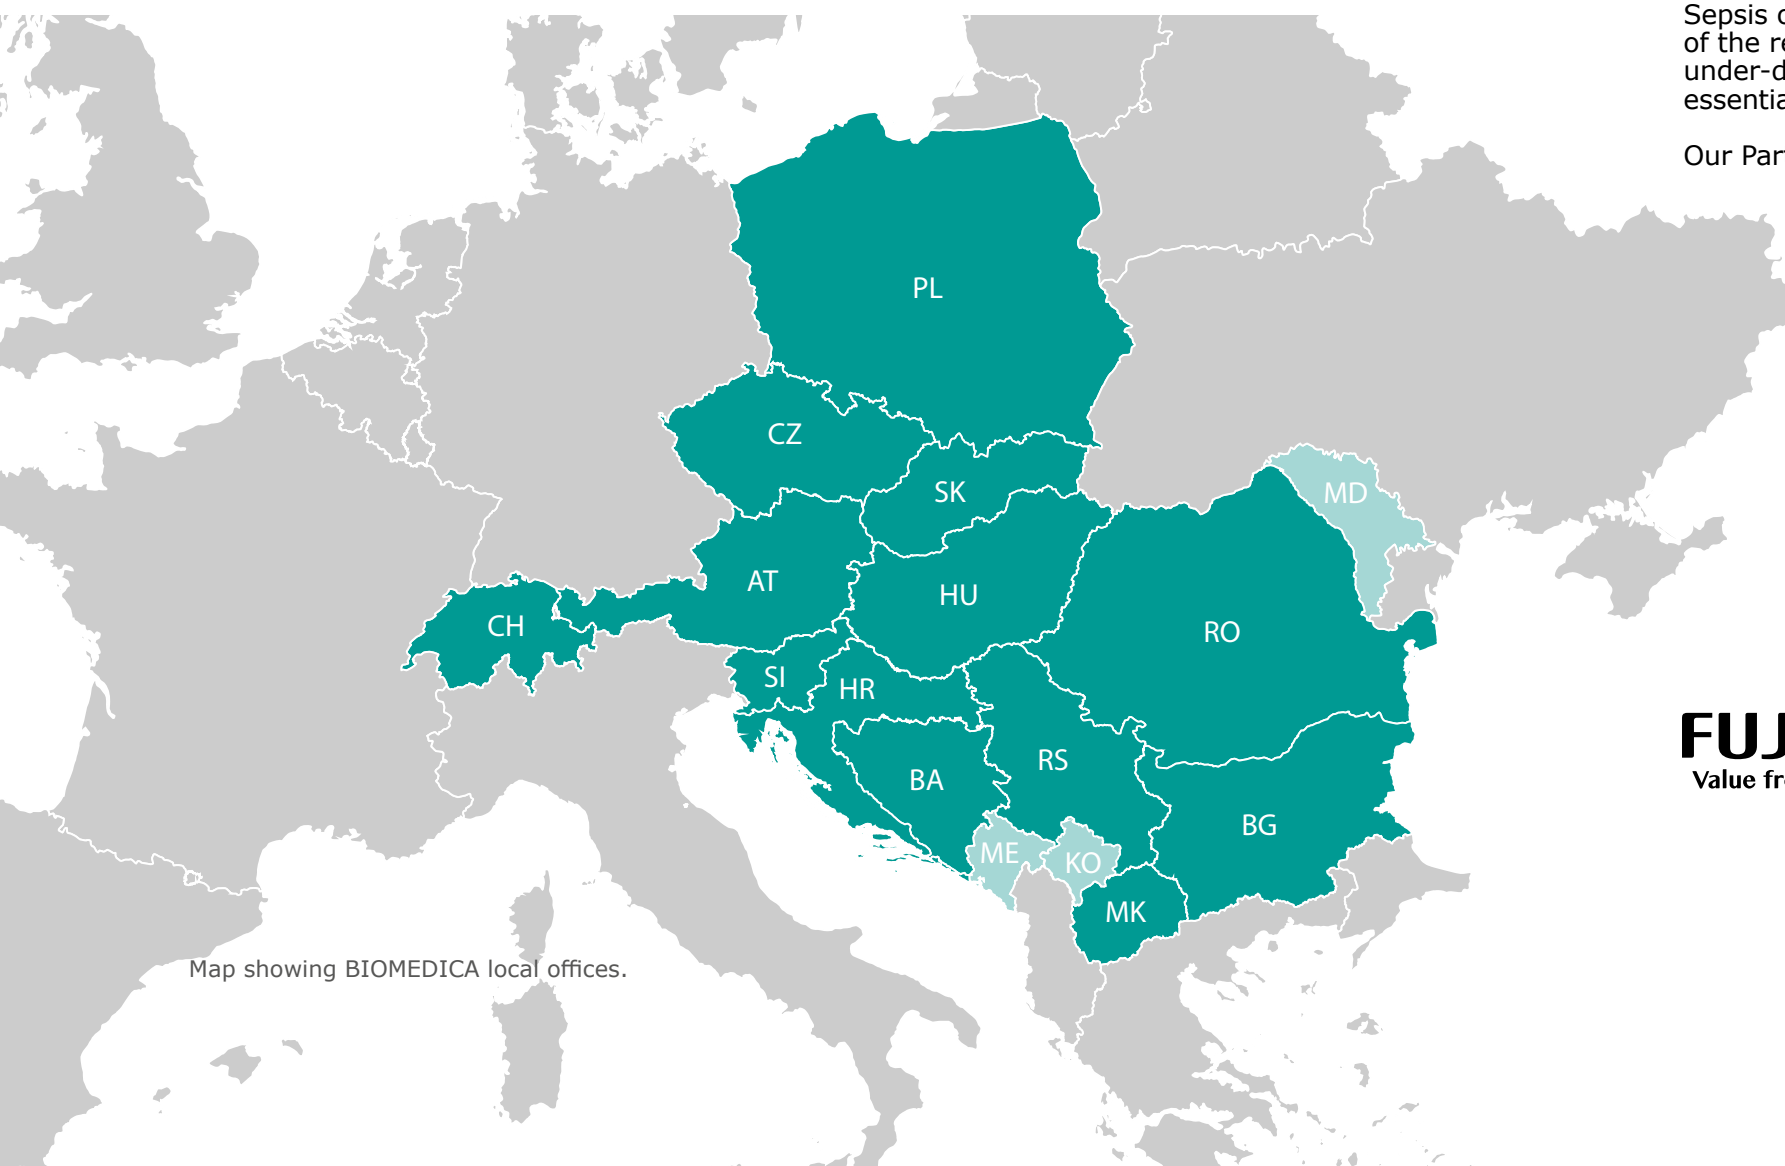 Sepsis
of the
under-d
essentia
Our Par
PL
CZ
SK
MD
AT
HU
CH
RO
SI
HR
RS
BA
BG
ME
KO
MK
Map showing BIOMEDICA local offices.
FUJ
Value fr